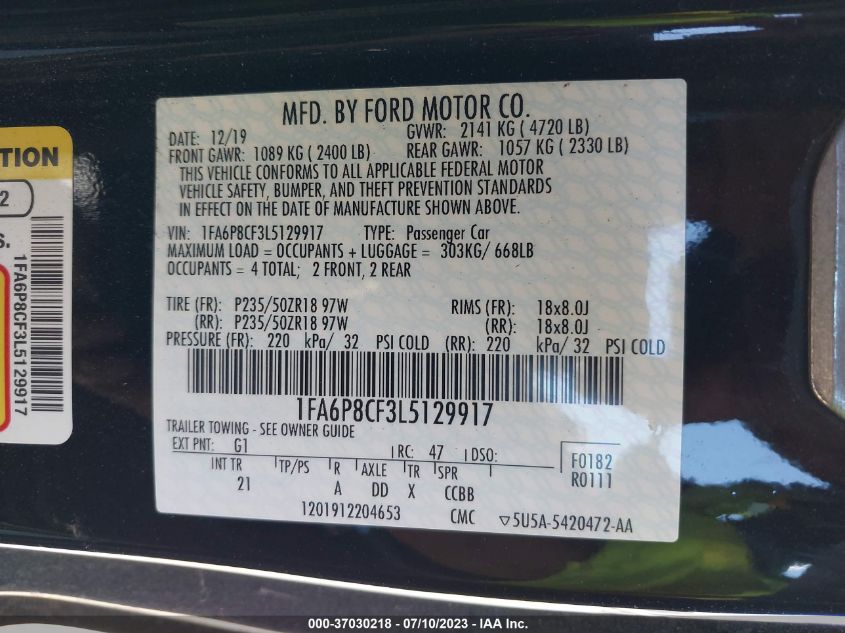 MFD. BY FORD MOTOR CO.
DATE: 12/19 GVWR: 2141 KG ( 4720 LB)
FRONT GAWR: 1089 KG ( 2400 LB) REAR GAWR: 1057 KG ( 2330 LB)
THIS VEHICLE CONFORMS TO ALL APPLICABLE FEDERAL MOTOR
VEHICLE SAFETY, BUMPER, AND THEFT PREVENTION STANDARDS
IN EFFECT ON THE DATE OF MANUFACTURE SHOWN ABOVE.
VIN: 1FA6P8CF3L5129917 TYPE: Passenger Car
MAXIMUM LOAD = OCCUPANTS + LUGGAGE = 303KG/ 668LB
OCCUPANTS = 4 TOTAL; 2 FRONT, 2 REAR
TIRE (FR): P235/50ZR18 97W RIMS (FR): 18x8.0J
(RR): P235/50ZR18 97W (RR): 18x8.0J
PRESSURE (FR): 220 kPa/ 32 PSI COLD (RR): 220 kPa/ 32 PSI COLD
1FA6P8CF3L5129917
TRAILER TOWING - SEE OWNER GUIDE
EXT PNT: G1 RC: 47 DSO: F0182
R0111
INT TR TP/PS R AXLE TR SPR
21 A DD X CCBB
1201912204653 CMC ▽5U5A-5420472-AA
TION
2
S.
1FA6P8CF3L5129917
000-37030218 - 07/10/2023 - IAA Inc.